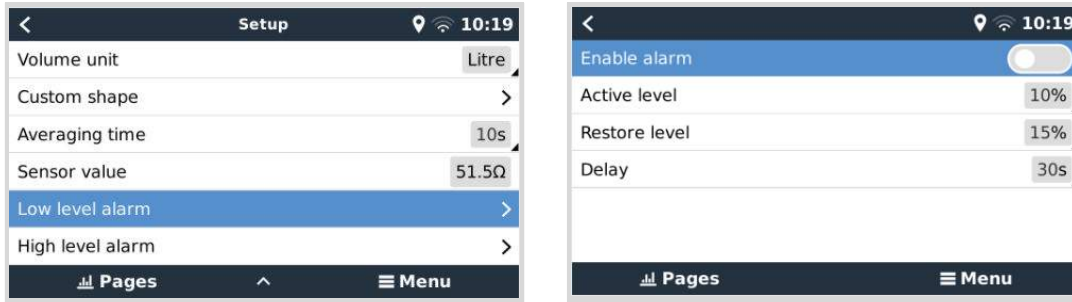 Setup 10:19
Volume unit Litre
Custom shape
Averaging time 10s
Sensor value 51.5Ω
Low level alarm
High level alarm
Pages Menu
10:19
Enable alarm
Active level 10%
Restore level 15%
Delay 30s
Pages Menu